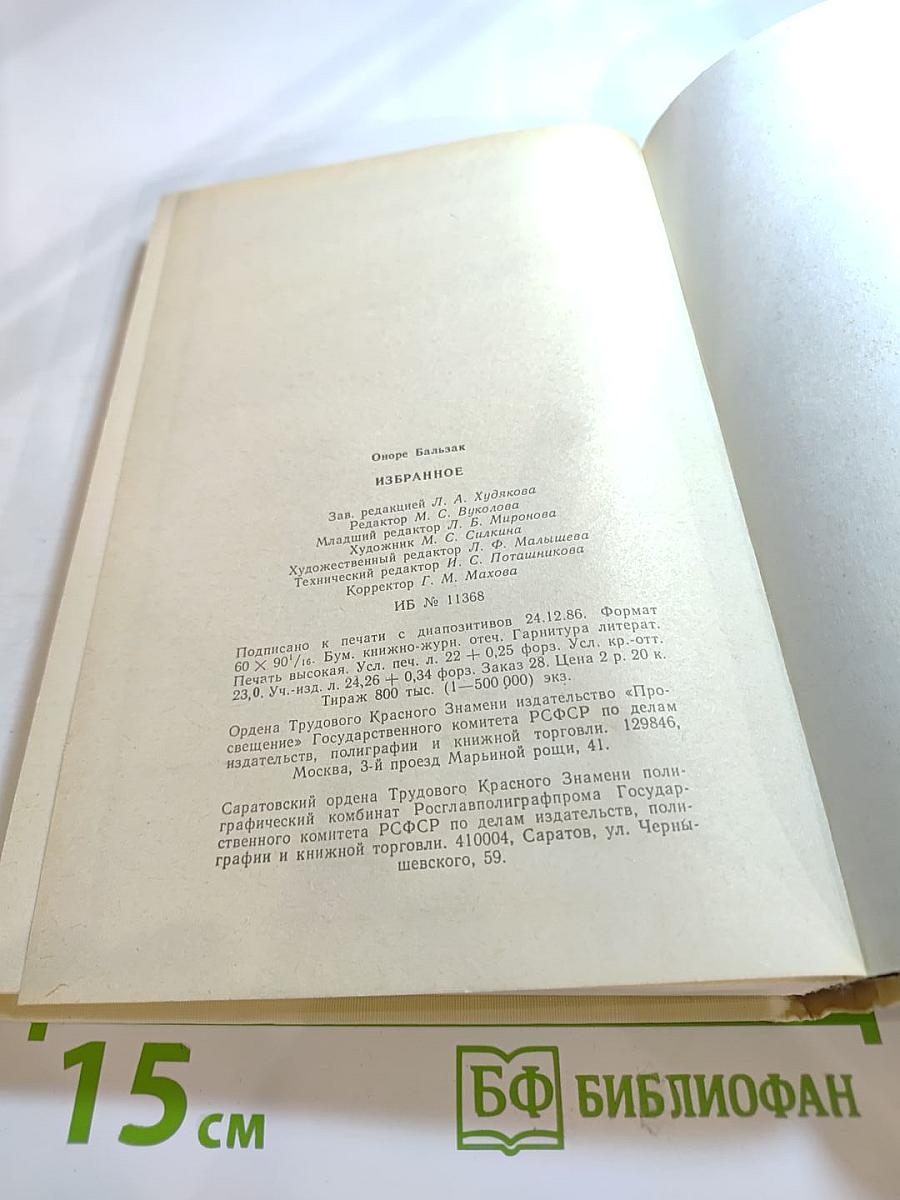 Оноре Бальзак
ИЗБРАННОЕ
Зав. редакцией Л. А. Худякова
Редактор М. С. Вуколова
Младший редактор Л. Б. Миронова
Художник М. С. Силкина
Художественный редактор Л. Ф. Малышева
Технический редактор И. С. Поташникова
Корректор Г. М. Махова
ИБ № 11368
Подписано к печати с диапозитивов 24.12.86. Формат
60 × 90¹/₁₆. Бум. книжно-журн. отеч. Гарнитура литерат.
Печать высокая. Усл. печ. л. 22 + 0,25 форз. Усл. кр.-отт.
23,0. Уч.-изд. л. 24,26 + 0,34 форз. Заказ 28. Цена 2 р. 20 к.
Тираж 800 тыс. (1—500 000) экз.
Ордена Трудового Красного Знамени издательство «Про-
свещение» Государственного комитета РСФСР по делам
издательств, полиграфии и книжной торговли. 129846,
Москва, 3-й проезд Марьиной рощи, 41.
Саратовский ордена Трудового Красного Знамени поли-
графический комбинат Росглавполиграфпрома Государ-
ственного комитета РСФСР по делам издательств, поли-
графии и книжной торговли. 410004, Саратов, ул. Черны-
шевского, 59.
15 см
БФ БИБЛИОФАН